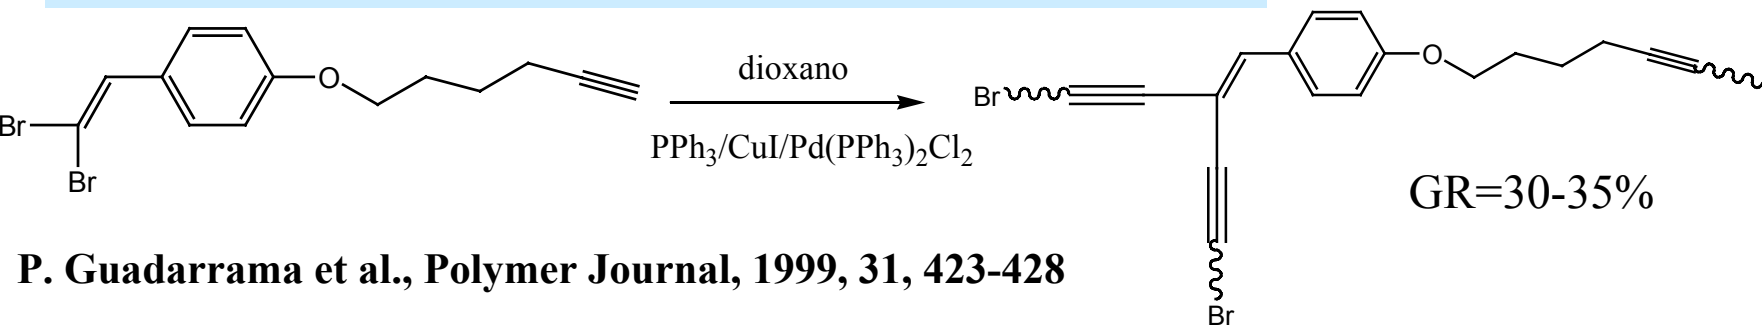 O
dioxano
Br
O
Br
PPh₃/CuI/Pd(PPh₃)₂Cl₂
Br
GR=30-35%
P. Guadarrama et al., Polymer Journal, 1999, 31, 423-428
Br